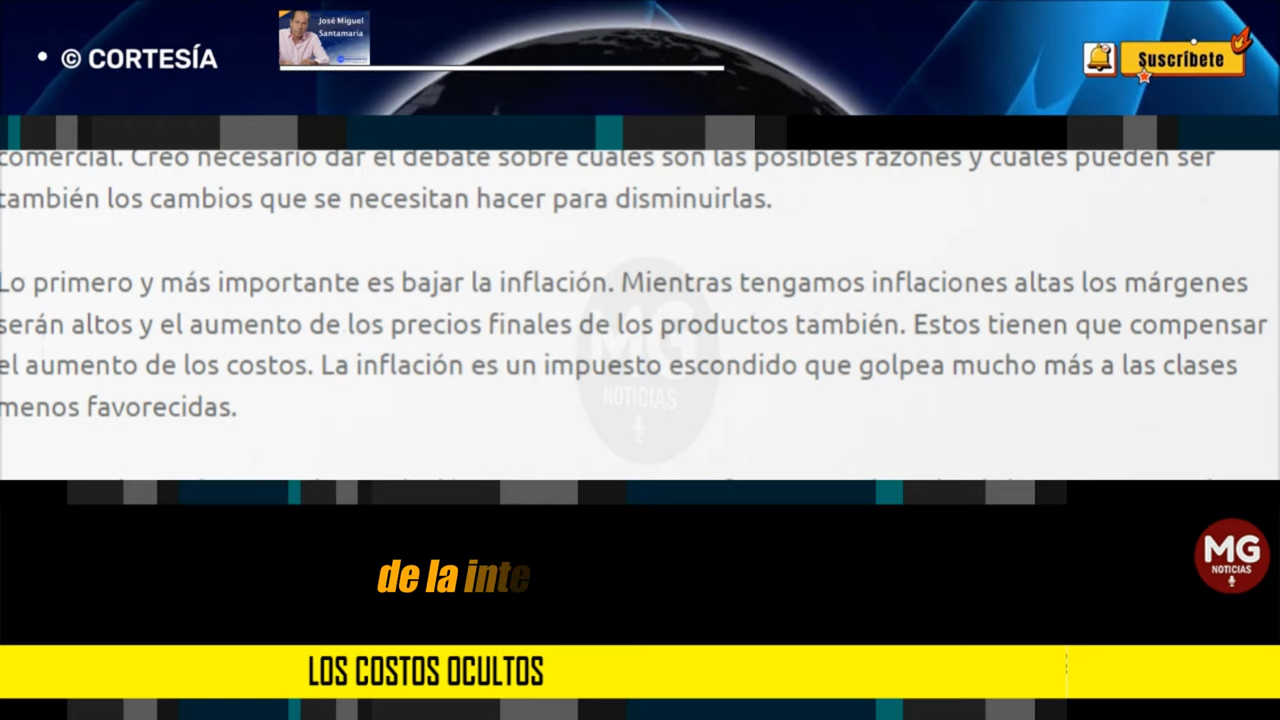 José Miguel
Santamaría
• © CORTESÍA
Suscríbete
comercial. Creo necesario dar el debate sobre cuáles son las posibles razones y cuáles pueden ser
también los cambios que se necesitan hacer para disminuirlas.
Lo primero y más importante es bajar la inflación. Mientras tengamos inflaciones altas los márgenes
serán altos y el aumento de los precios finales de los productos también. Estos tienen que compensar
el aumento de los costos. La inflación es un impuesto escondido que golpea mucho más a las clases
menos favorecidas.
MG
NOTICIAS
de la inte
MG
NOTICIAS
LOS COSTOS OCULTOS